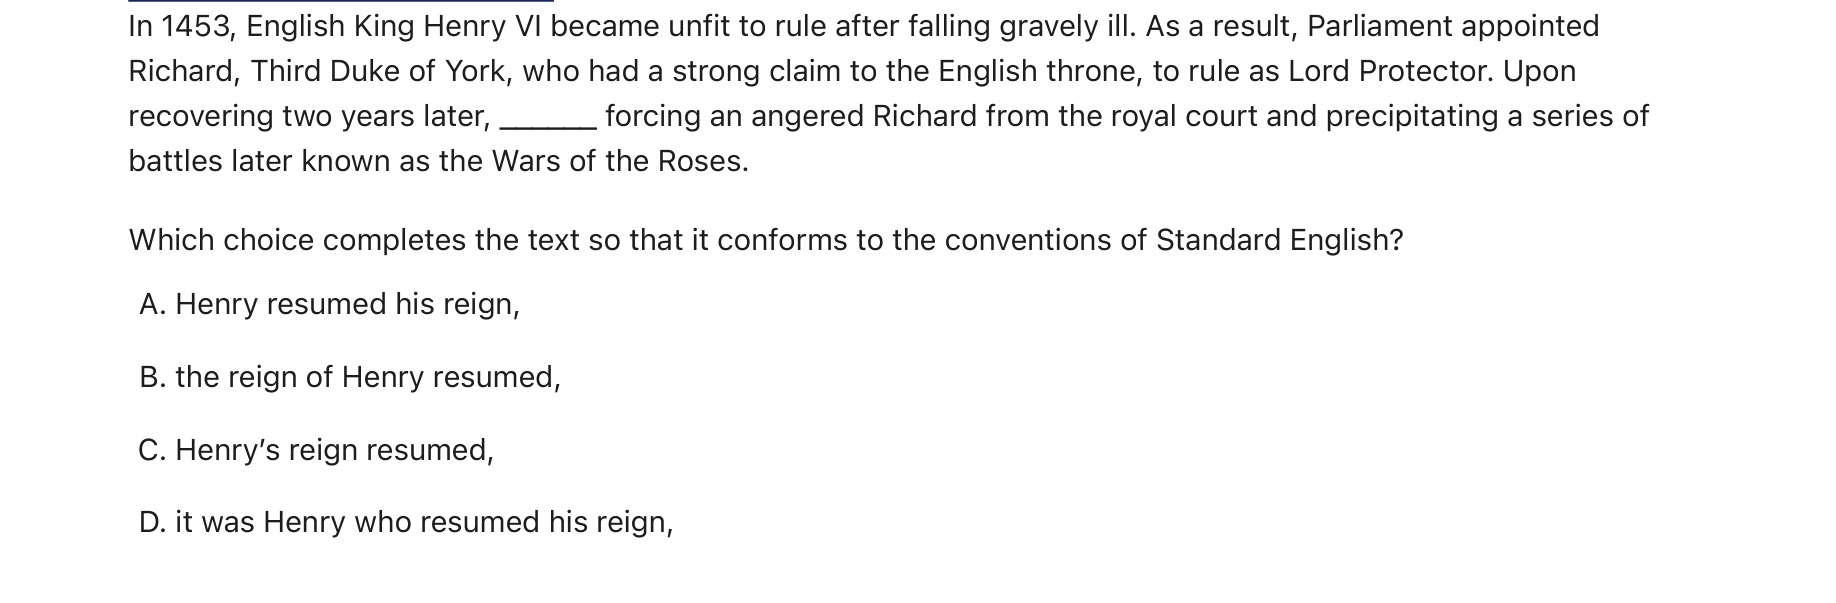 In 1453, English King Henry VI became unfit to rule after falling gravely ill. As a result, Parliament appointed
Richard, Third Duke of York, who had a strong claim to the English throne, to rule as Lord Protector. Upon
recovering two years later, ______ forcing an angered Richard from the royal court and precipitating a series of
battles later known as the Wars of the Roses.
Which choice completes the text so that it conforms to the conventions of Standard English?
A. Henry resumed his reign,
B. the reign of Henry resumed,
C. Henry’s reign resumed,
D. it was Henry who resumed his reign,